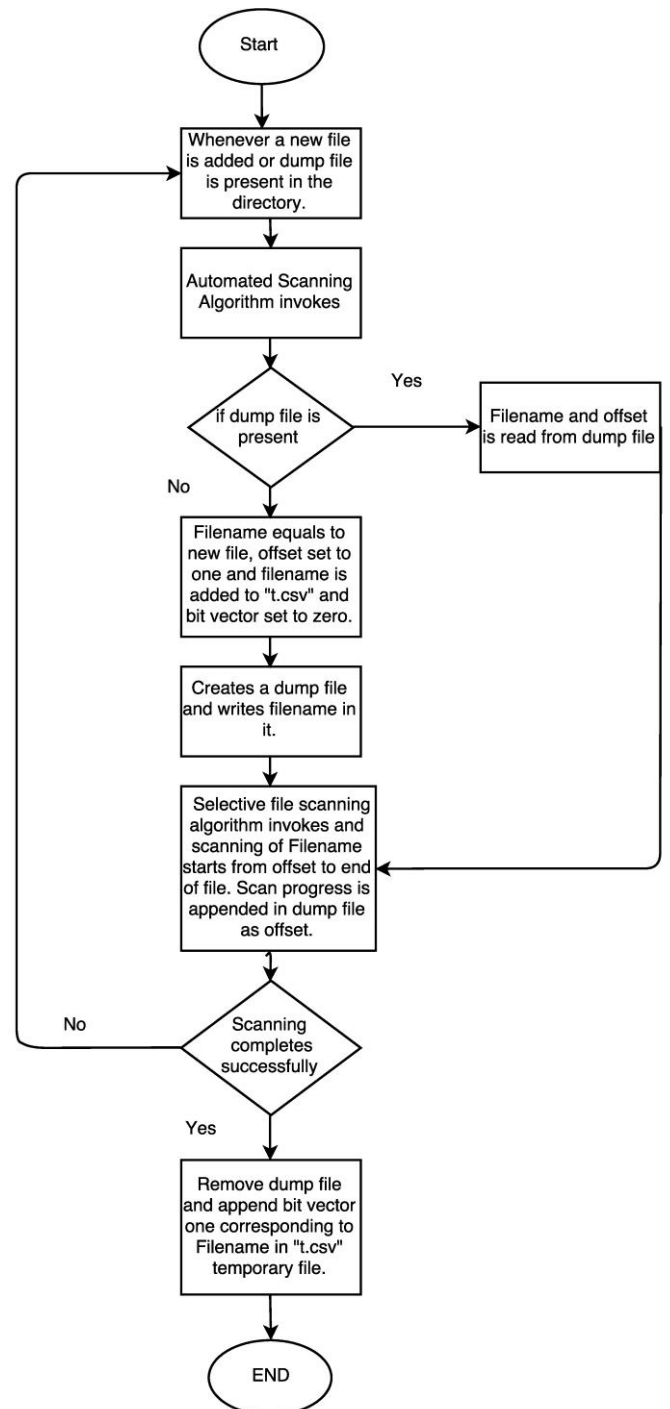 Start
Whenever a new file
is added or dump file
is present in the
directory.
Automated Scanning
Algorithm invokes
Yes
if dump file is
present
Filename and offset
is read from dump file
No
Filename equals to
new file, offset set to
one and filename is
added to "t.csv" and
bit vector set to zero.
Creates a dump file
and writes filename in
it.
Selective file scanning
algorithm invokes and
scanning of Filename
starts from offset to end
of file. Scan progress is
appended in dump file
as offset.
No
Scanning
completes
successfully
Yes
Remove dump file
and append bit vector
one corresponding to
Filename in "t.csv"
temporary file.
END